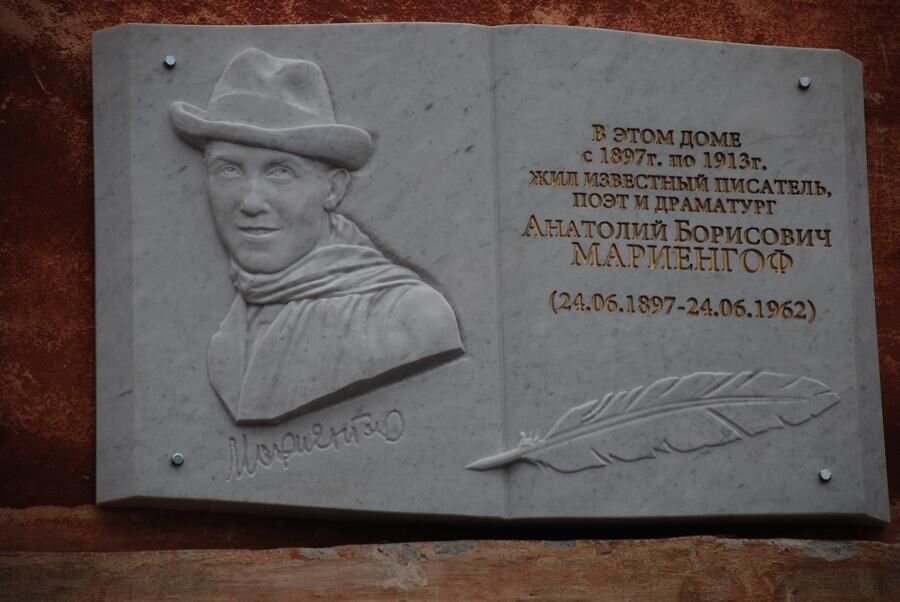 В ЭТОМ ДОМЕ
с 1897г. по 1913г.
ЖИЛ ИЗВЕСТНЫЙ ПИСАТЕЛЬ,
ПОЭТ И ДРАМАТУРГ
АНАТОЛИЙ БОРИСОВИЧ
МАРИЕНГОФ
(24.06.1897-24.06.1962)
Мариенгоф